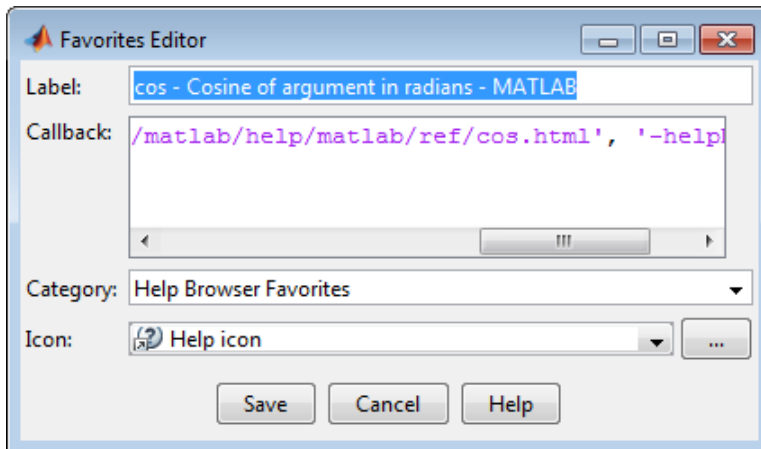 Favorites Editor
Label: cos - Cosine of argument in radians - MATLAB
Callback: /matlab/help/matlab/ref/cos.html', '-help
Category: Help Browser Favorites
Icon: Help icon ...
Save Cancel Help